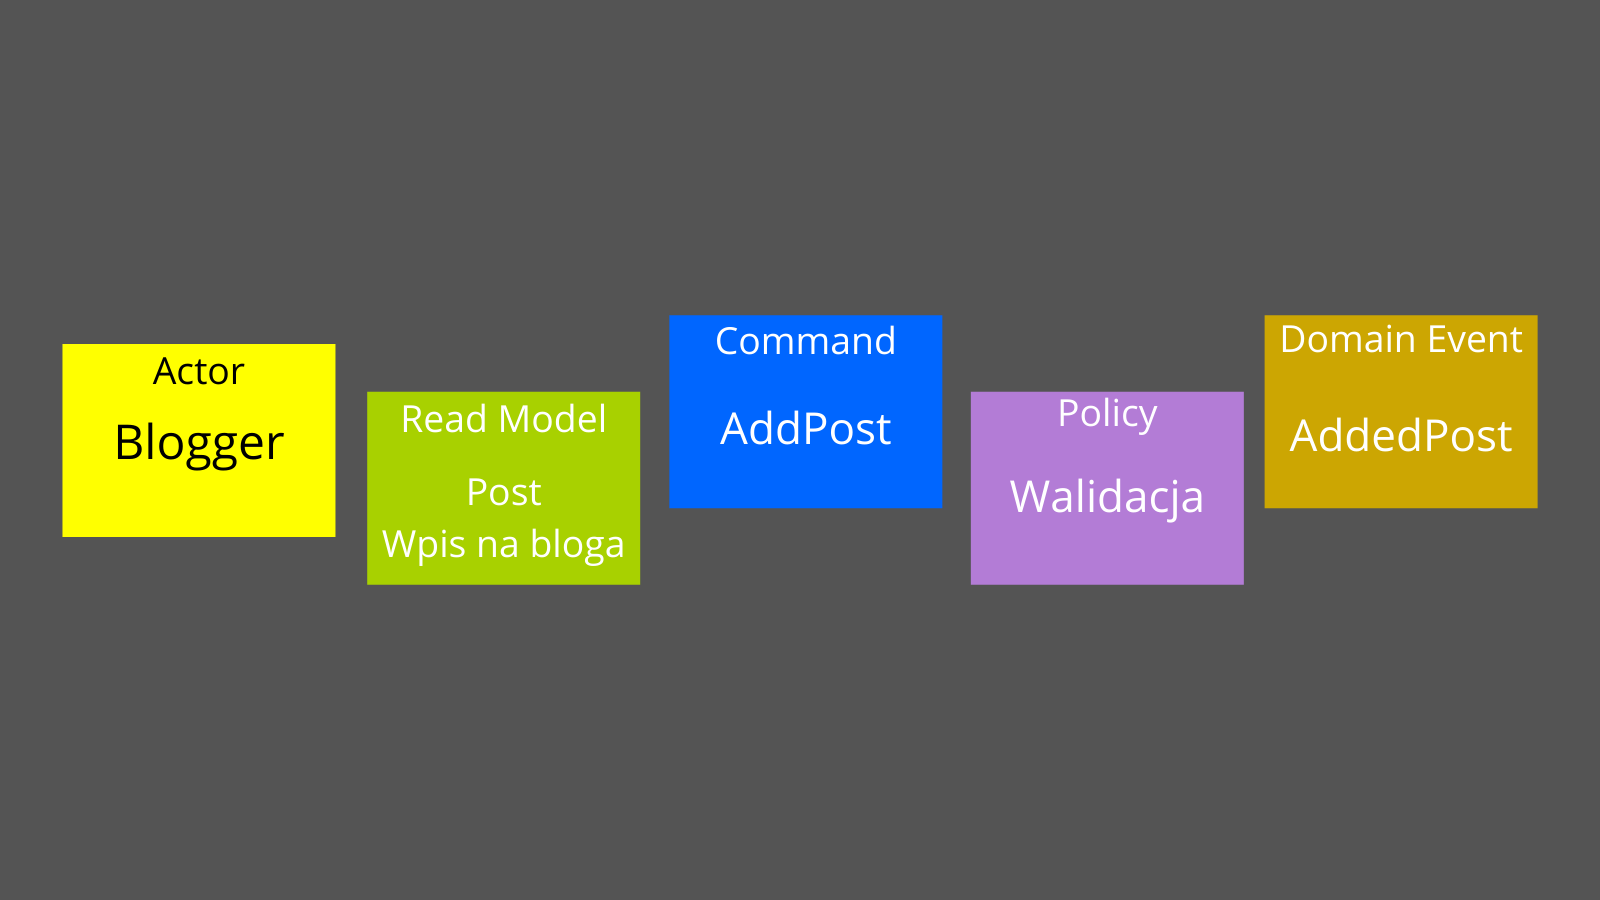 Actor
Blogger
Read Model
Post
Wpis na bloga
Command
AddPost
Policy
Walidacja
Domain Event
AddedPost